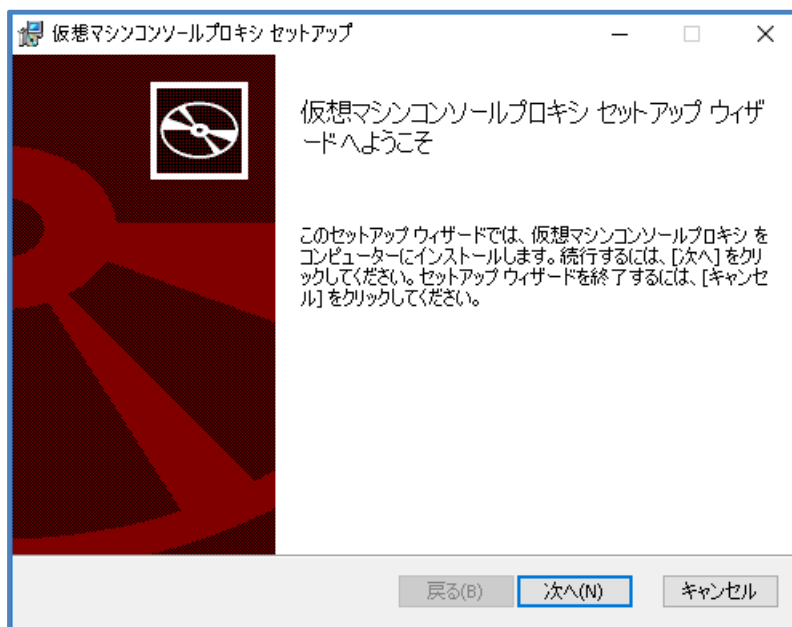 仮想マシンコンソールプロキシ セットアップ
仮想マシンコンソールプロキシ セットアップ ウィザ
ードへようこそ
このセットアップ ウィザードでは、仮想マシンコンソールプロキシ を
コンピューターにインストールします。続行するには、[次へ] をクリ
ックしてください。セットアップ ウィザードを終了するには、[キャンセ
ル] をクリックしてください。
戻る(B)
次へ(N)
キャンセル